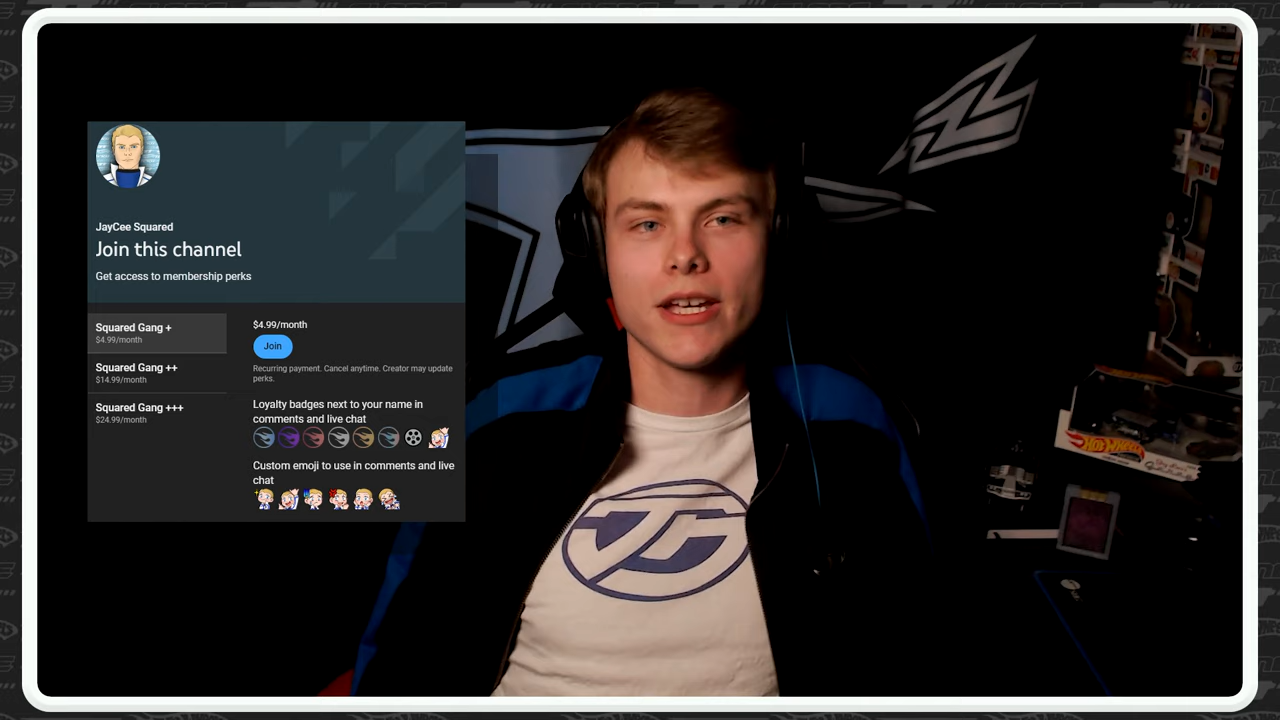 JayCee Squared
Join this channel
Get access to membership perks
Squared Gang +
$4.99/month
Squared Gang ++
$14.99/month
Squared Gang +++
$24.99/month
$4.99/month
Join
Recurring payment. Cancel anytime. Creator may update
perks.
Loyalty badges next to your name in
comments and live chat
Custom emoji to use in comments and live
chat
JC
HOT WHEELS